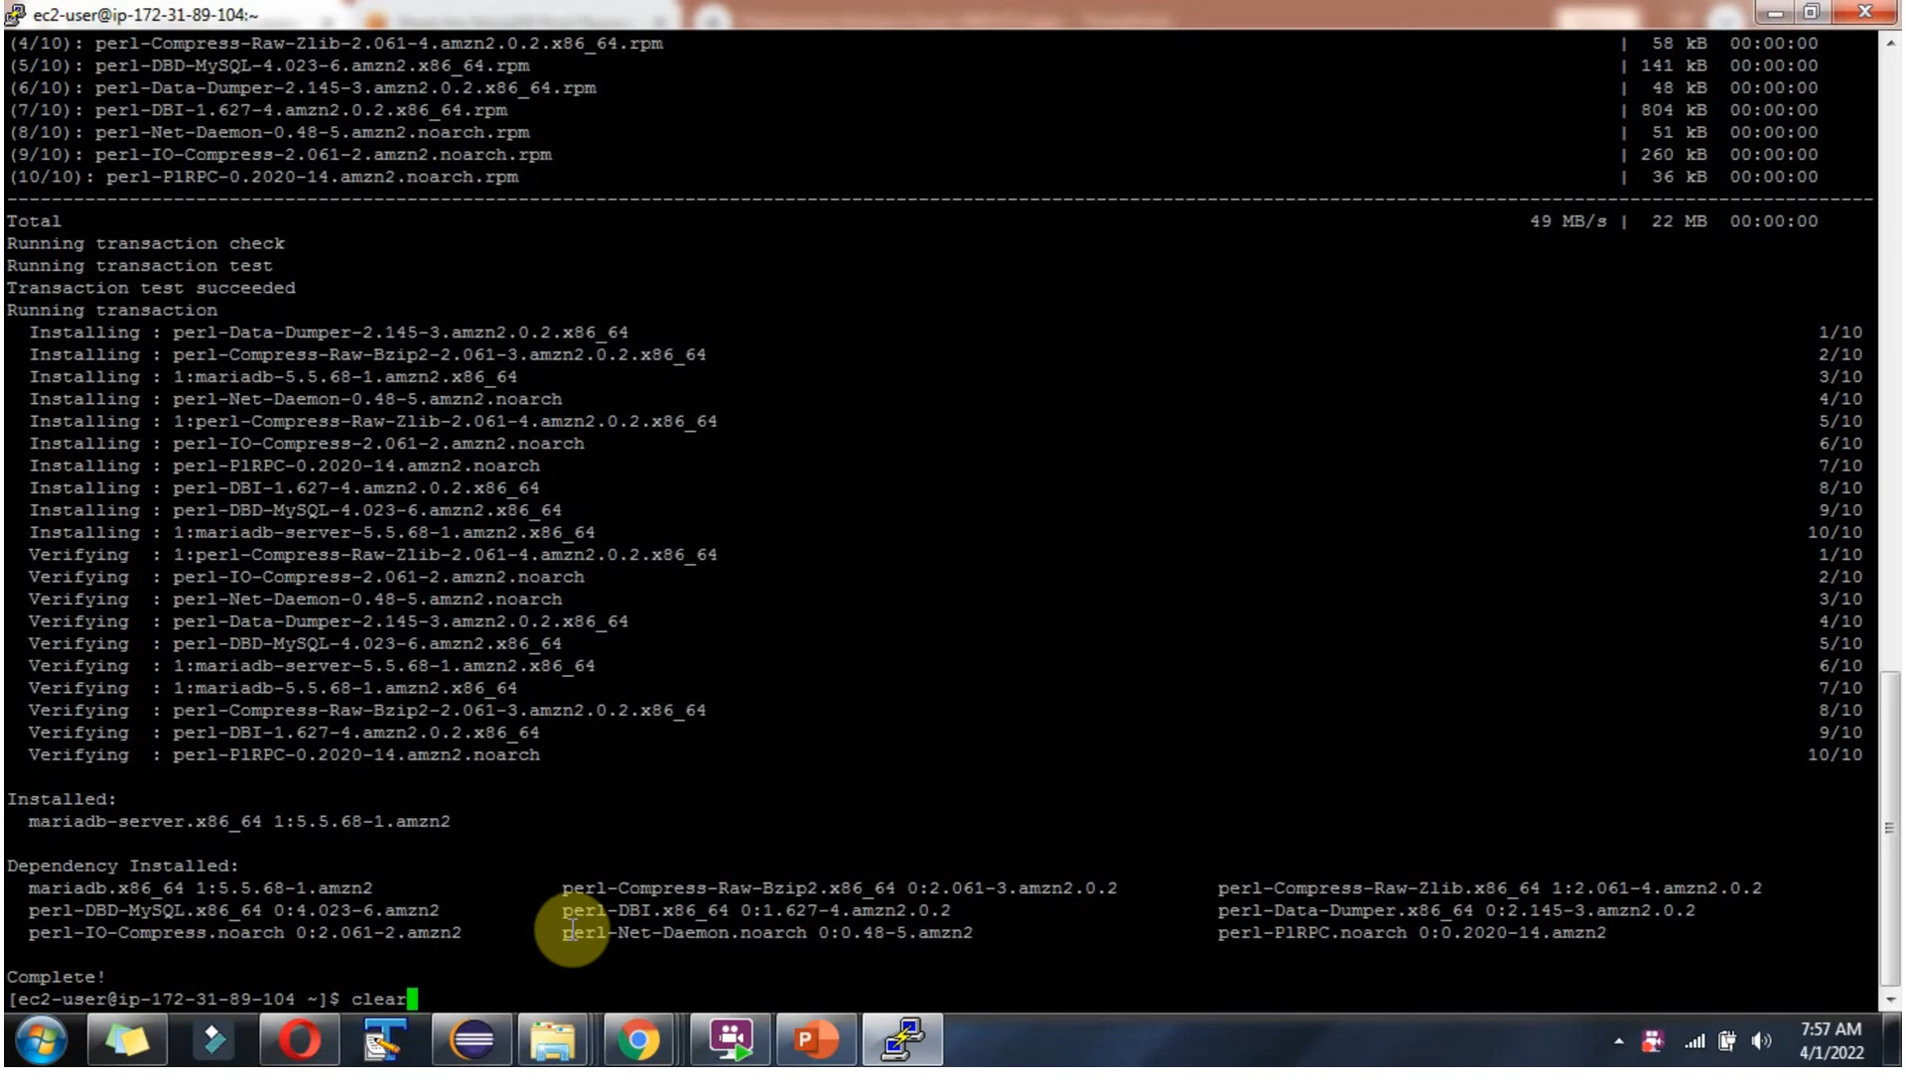 ec2-user@ip-172-31-89-104:~
(4/10): perl-Compress-Raw-Zlib-2.061-4.amzn2.0.2.x86_64.rpm | 58 kB 00:00:00
(5/10): perl-DBD-MySQL-4.023-6.amzn2.x86_64.rpm | 141 kB 00:00:00
(6/10): perl-Data-Dumper-2.145-3.amzn2.0.2.x86_64.rpm | 48 kB 00:00:00
(7/10): perl-DBI-1.627-4.amzn2.0.2.x86_64.rpm | 804 kB 00:00:00
(8/10): perl-Net-Daemon-0.48-5.amzn2.noarch.rpm | 51 kB 00:00:00
(9/10): perl-IO-Compress-2.061-2.amzn2.noarch.rpm | 260 kB 00:00:00
(10/10): perl-PlRPC-0.2020-14.amzn2.noarch.rpm | 36 kB 00:00:00
Total 49 MB/s | 22 MB 00:00:00
Running transaction check
Running transaction test
Transaction test succeeded
Running transaction
Installing : perl-Data-Dumper-2.145-3.amzn2.0.2.x86_64 1/10
Installing : perl-Compress-Raw-Bzip2-2.061-3.amzn2.0.2.x86_64 2/10
Installing : 1:mariadb-5.5.68-1.amzn2.x86_64 3/10
Installing : perl-Net-Daemon-0.48-5.amzn2.noarch 4/10
Installing : 1:perl-Compress-Raw-Zlib-2.061-4.amzn2.0.2.x86_64 5/10
Installing : perl-IO-Compress-2.061-2.amzn2.noarch 6/10
Installing : perl-PlRPC-0.2020-14.amzn2.noarch 7/10
Installing : perl-DBI-1.627-4.amzn2.0.2.x86_64 8/10
Installing : perl-DBD-MySQL-4.023-6.amzn2.x86_64 9/10
Installing : 1:mariadb-server-5.5.68-1.amzn2.x86_64 10/10
Verifying : 1:perl-Compress-Raw-Zlib-2.061-4.amzn2.0.2.x86_64 1/10
Verifying : perl-IO-Compress-2.061-2.amzn2.noarch 2/10
Verifying : perl-Net-Daemon-0.48-5.amzn2.noarch 3/10
Verifying : perl-Data-Dumper-2.145-3.amzn2.0.2.x86_64 4/10
Verifying : perl-DBD-MySQL-4.023-6.amzn2.x86_64 5/10
Verifying : 1:mariadb-server-5.5.68-1.amzn2.x86_64 6/10
Verifying : 1:mariadb-5.5.68-1.amzn2.x86_64 7/10
Verifying : perl-Compress-Raw-Bzip2-2.061-3.amzn2.0.2.x86_64 8/10
Verifying : perl-DBI-1.627-4.amzn2.0.2.x86_64 9/10
Verifying : perl-PlRPC-0.2020-14.amzn2.noarch 10/10
Installed:
mariadb-server.x86_64 1:5.5.68-1.amzn2
Dependency Installed:
mariadb.x86_64 1:5.5.68-1.amzn2 perl-Compress-Raw-Bzip2.x86_64 0:2.061-3.amzn2.0.2 perl-Compress-Raw-Zlib.x86_64 1:2.061-4.amzn2.0.2
perl-DBD-MySQL.x86_64 0:4.023-6.amzn2 perl-DBI.x86_64 0:1.627-4.amzn2.0.2 perl-Data-Dumper.x86_64 0:2.145-3.amzn2.0.2
perl-IO-Compress.noarch 0:2.061-2.amzn2 perl-Net-Daemon.noarch 0:0.48-5.amzn2 perl-PlRPC.noarch 0:0.2020-14.amzn2
Complete!
[ec2-user@ip-172-31-89-104 ~]$ clear
7:57 AM
4/1/2022